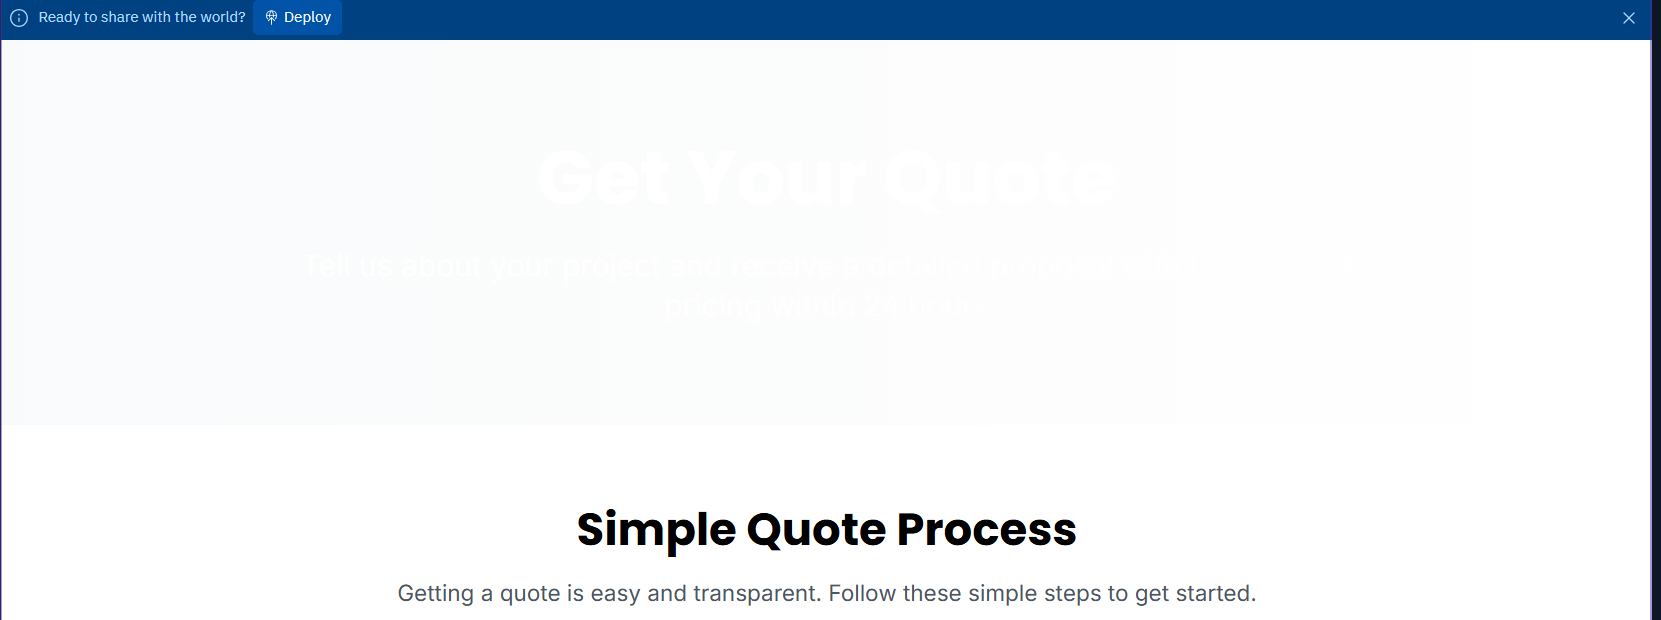 Ready to share with the world? Deploy
Get Your Quote
Tell us about your project and receive a detailed proposal with
pricing within 24 hours
Simple Quote Process
Getting a quote is easy and transparent. Follow these simple steps to get started.